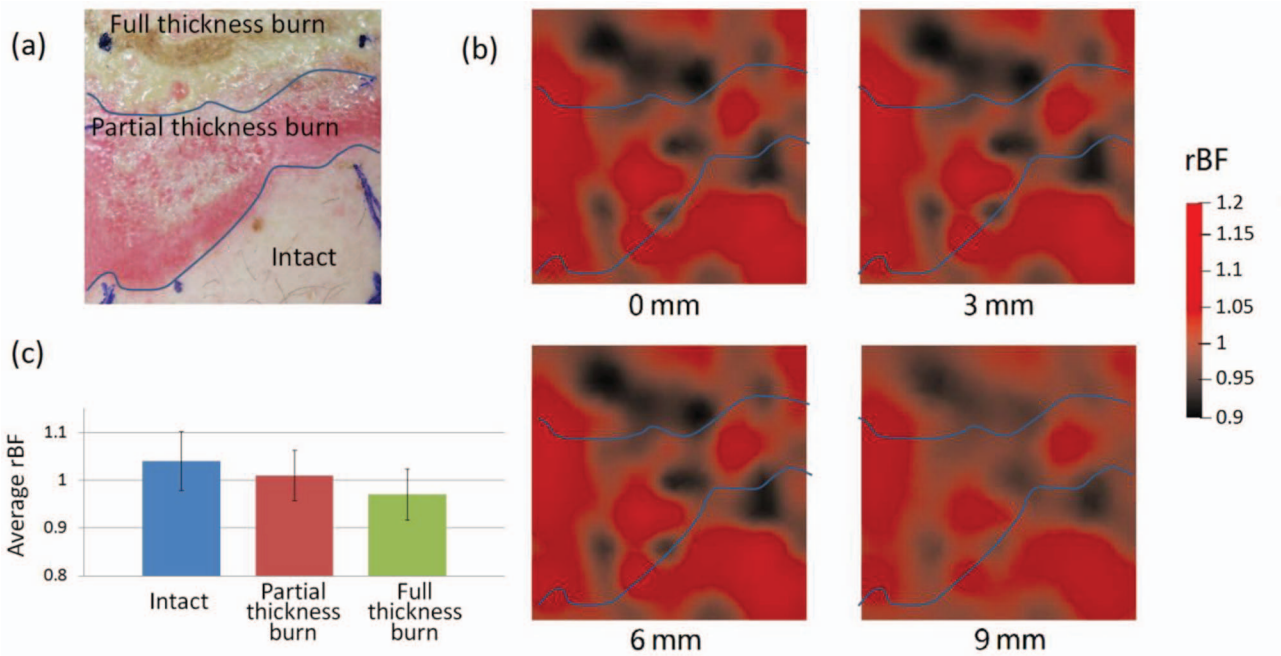 (a)
Full thickness burn
Partial thickness burn
Intact
(b)
0 mm
3 mm
6 mm
9 mm
rBF
1.2
1.15
1.1
1.05
1
0.95
0.9
(c)
Average rBF
1.1
1
0.9
0.8
Intact
Partial
thickness
burn
Full
thickness
burn